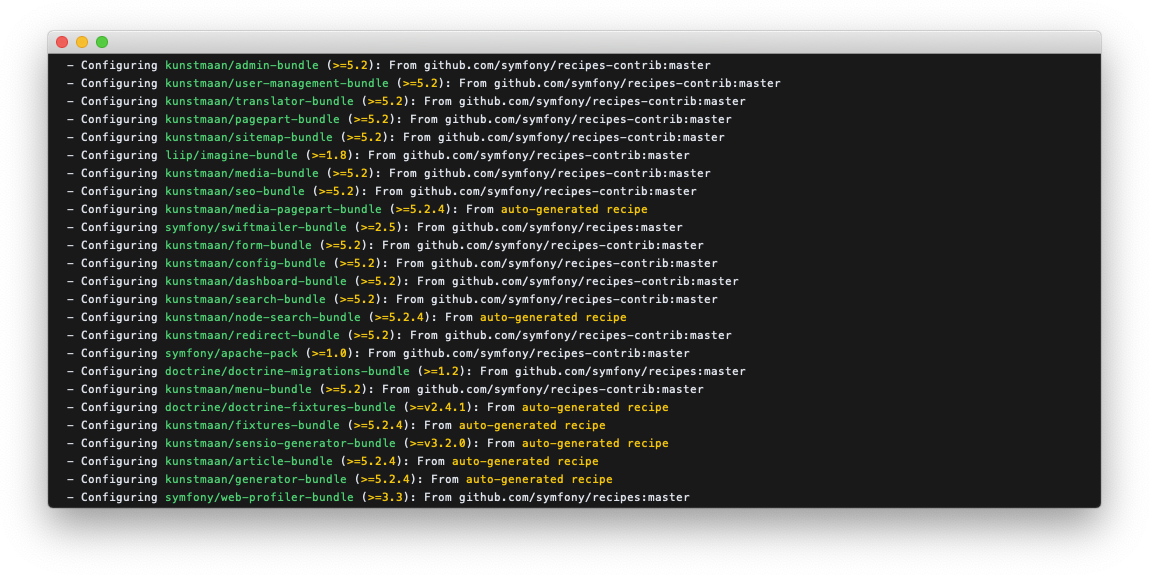 – Configuring kunstmaan/admin-bundle (>=5.2): From github.com/symfony/recipes-contrib:master
– Configuring kunstmaan/user-management-bundle (>=5.2): From github.com/symfony/recipes-contrib:master
– Configuring kunstmaan/translator-bundle (>=5.2): From github.com/symfony/recipes-contrib:master
– Configuring kunstmaan/pagepart-bundle (>=5.2): From github.com/symfony/recipes-contrib:master
– Configuring kunstmaan/sitemap-bundle (>=5.2): From github.com/symfony/recipes-contrib:master
– Configuring liip/imagine-bundle (>=1.8): From github.com/symfony/recipes-contrib:master
– Configuring kunstmaan/media-bundle (>=5.2): From github.com/symfony/recipes-contrib:master
– Configuring kunstmaan/seo-bundle (>=5.2): From github.com/symfony/recipes-contrib:master
– Configuring kunstmaan/media-pagepart-bundle (>=5.2.4): From auto-generated recipe
– Configuring symfony/swiftmailer-bundle (>=2.5): From github.com/symfony/recipes:master
– Configuring kunstmaan/form-bundle (>=5.2): From github.com/symfony/recipes-contrib:master
– Configuring kunstmaan/config-bundle (>=5.2): From github.com/symfony/recipes-contrib:master
– Configuring kunstmaan/dashboard-bundle (>=5.2): From github.com/symfony/recipes-contrib:master
– Configuring kunstmaan/search-bundle (>=5.2): From github.com/symfony/recipes-contrib:master
– Configuring kunstmaan/node-search-bundle (>=5.2.4): From auto-generated recipe
– Configuring kunstmaan/redirect-bundle (>=5.2): From github.com/symfony/recipes-contrib:master
– Configuring symfony/apache-pack (>=1.0): From github.com/symfony/recipes-contrib:master
– Configuring doctrine/doctrine-migrations-bundle (>=1.2): From github.com/symfony/recipes:master
– Configuring kunstmaan/menu-bundle (>=5.2): From github.com/symfony/recipes-contrib:master
– Configuring doctrine/doctrine-fixtures-bundle (>=v2.4.1): From auto-generated recipe
– Configuring kunstmaan/fixtures-bundle (>=5.2.4): From auto-generated recipe
– Configuring kunstmaan/sensio-generator-bundle (>=v3.2.0): From auto-generated recipe
– Configuring kunstmaan/article-bundle (>=5.2.4): From auto-generated recipe
– Configuring kunstmaan/generator-bundle (>=5.2.4): From auto-generated recipe
– Configuring symfony/web-profiler-bundle (>=3.3): From github.com/symfony/recipes:master